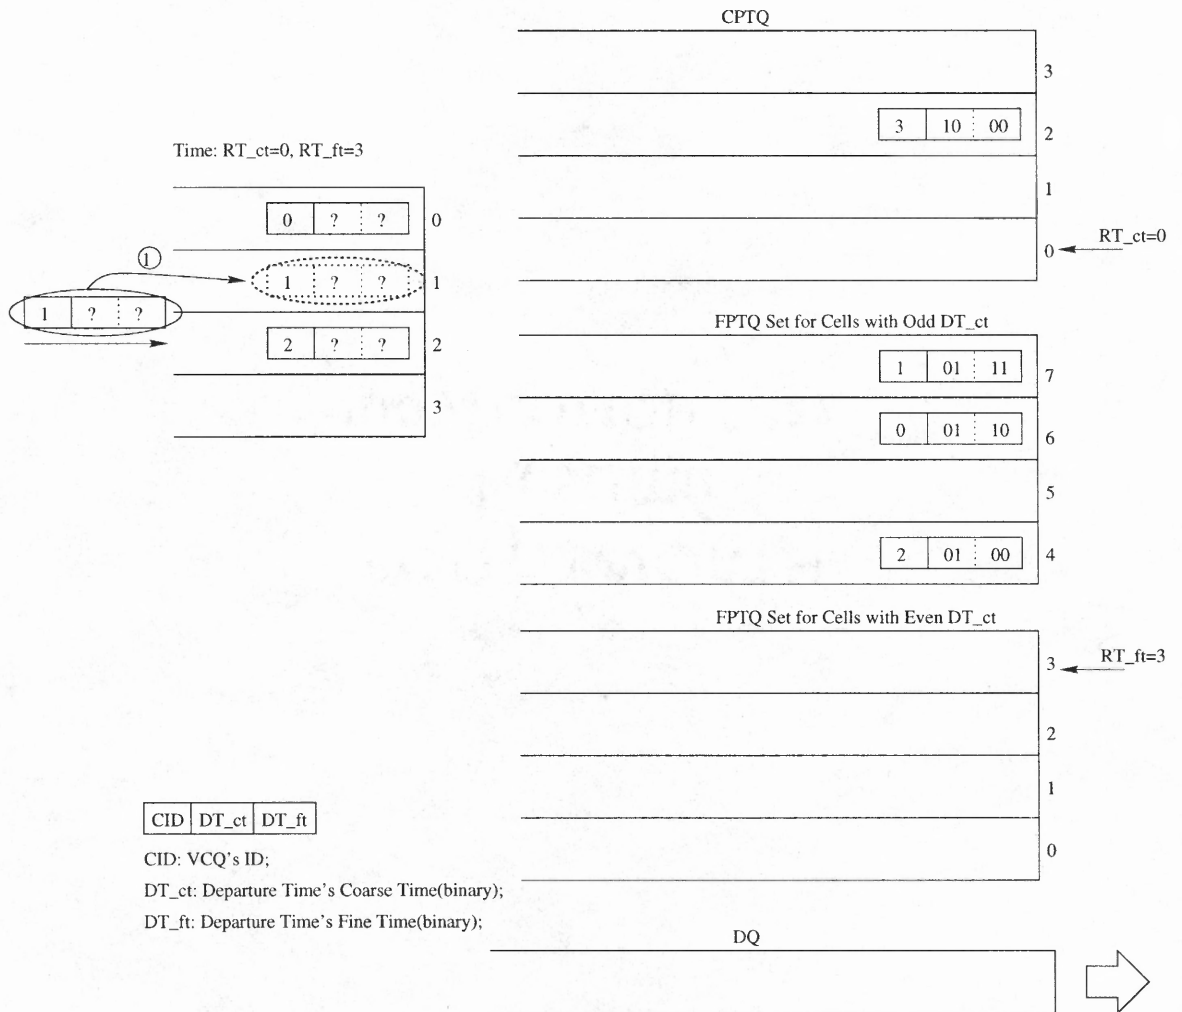 CPTQ
3
3 10 00
2
Time: RT_ct=0, RT_ft=3
1
0 ? ?
0
RT_ct=0
0
1
1 ? ?
1
1 ? ?
FPTQ Set for Cells with Odd DT_ct
2 ? ?
2
1 01 11
7
3
0 01 10
6
5
2 01 00
4
FPTQ Set for Cells with Even DT_ct
3
RT_ft=3
2
1
CID DT_ct DT_ft
0
CID: VCQ's ID;
DT_ct: Departure Time's Coarse Time(binary);
DT_ft: Departure Time's Fine Time(binary);
DQ